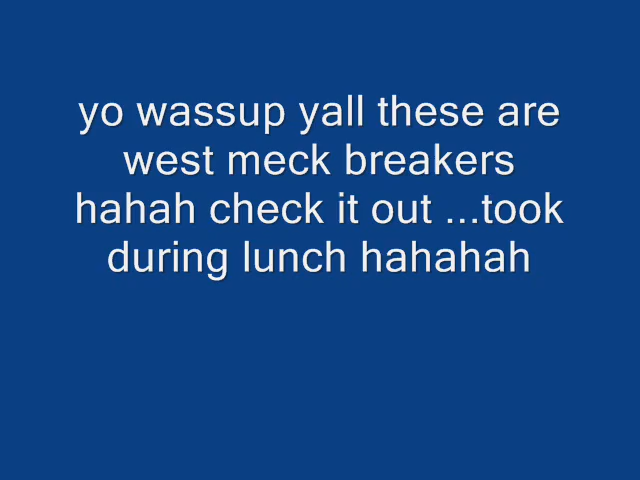 yo wassup yall these are
west meck breakers
hahah check it out ...took
during lunch hahahah